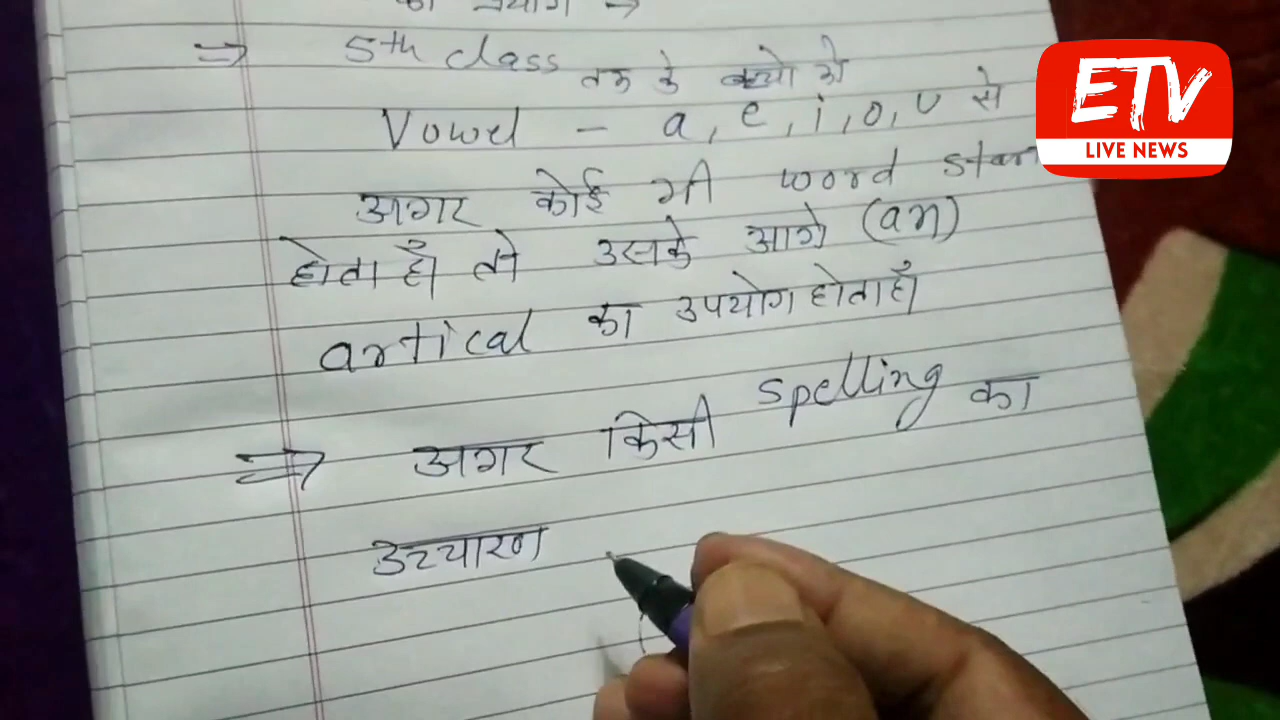 का प्रयोग →
⇒ 5th class तक के बच्चो मे
Vowel - a, e, i, o, u से
अगर कोई भी word start
होता हैं। तो उसके आगे (an)
artical का उपयोग होता हैं।
⇒ अगर किसी spelling का
उच्चारण
ETV
LIVE NEWS